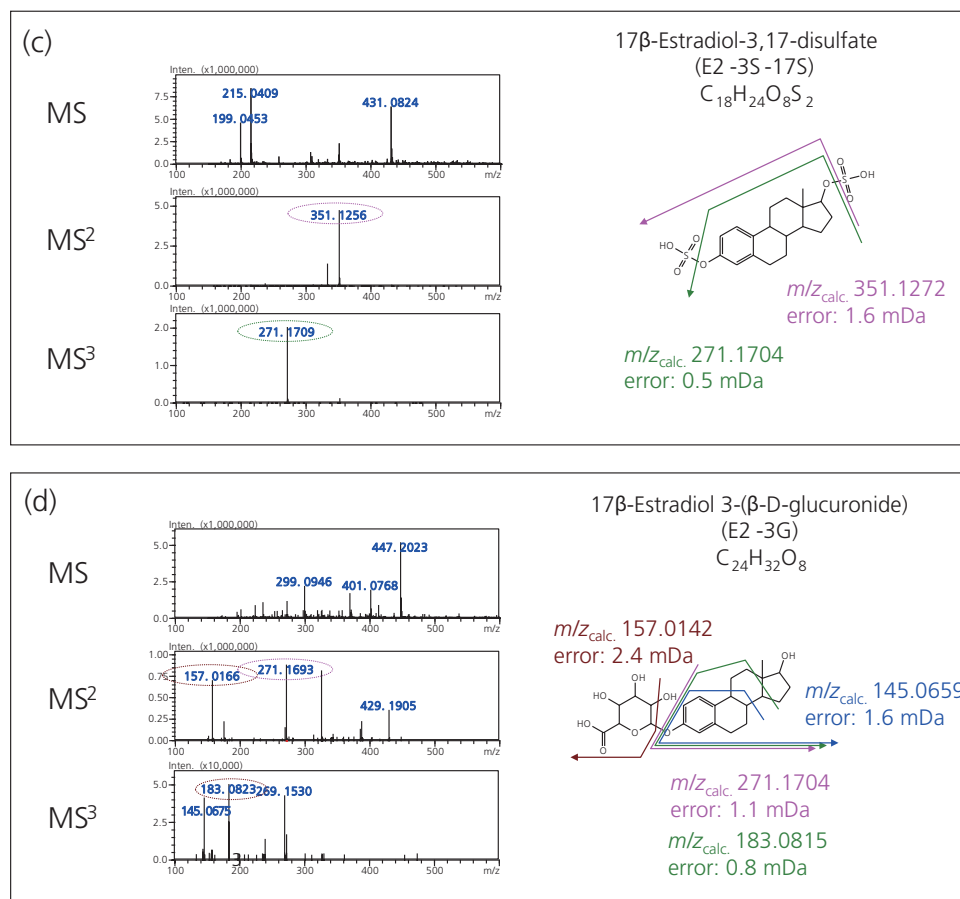 (c)
17β-Estradiol-3,17-disulfate
(E2 -3S -17S)
C18H24O8S2
MS
Inten. (x1,000,000)
7.5
5.0
2.5
0.0
215. 0409
199. 0453
431. 0824
100 200 300 400 500 m/z
MS2
Inten. (x1,000,000)
5.0
2.5
0.0
351. 1256
100 200 300 400 500 m/z
MS3
Inten. (x1,000,000)
2.0
1.0
0.0
271. 1709
100 200 300 400 500 m/z
O
S
OH
O
O
O
HO
S
O
O
m/zcalc. 351.1272
error: 1.6 mDa
m/zcalc. 271.1704
error: 0.5 mDa
(d)
17β-Estradiol 3-(β-D-glucuronide)
(E2 -3G)
C24H32O8
MS
Inten. (x1,000,000)
5.0
2.5
0.0
447. 2023
299. 0946
401. 0768
100 200 300 400 500 m/z
MS2
Inten. (x1,000,000)
1.00
0.75
0.50
0.25
0.00
157. 0166
271. 1693
429. 1905
100 200 300 400 500 m/z
MS3
Inten. (x10,000)
5.0
2.5
0.0
183. 0823
269. 1530
145. 0675
3
100 200 300 400 500 m/z
m/zcalc. 157.0142
error: 2.4 mDa
OH
OH
HO
OH
HO
O
O
O
m/zcalc. 145.0659
error: 1.6 mDa
m/zcalc. 271.1704
error: 1.1 mDa
m/zcalc. 183.0815
error: 0.8 mDa